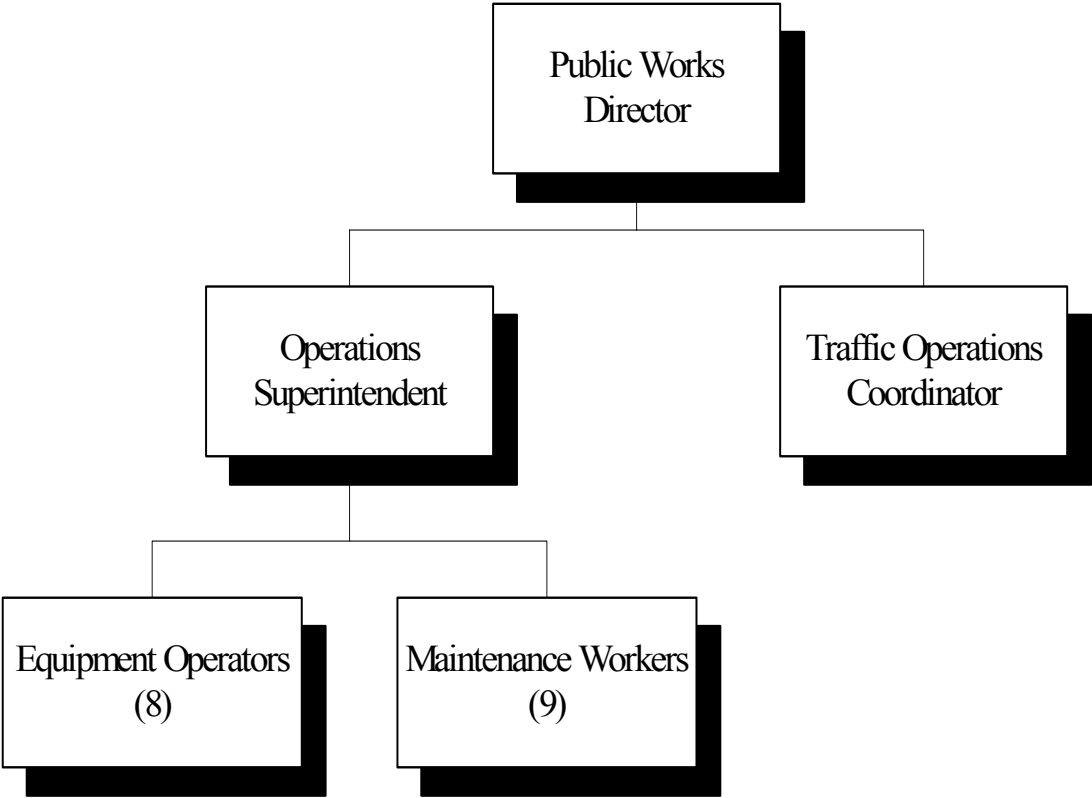 Public Works
Director
Operations
Superintendent
Traffic Operations
Coordinator
Equipment Operators
(8)
Maintenance Workers
(9)